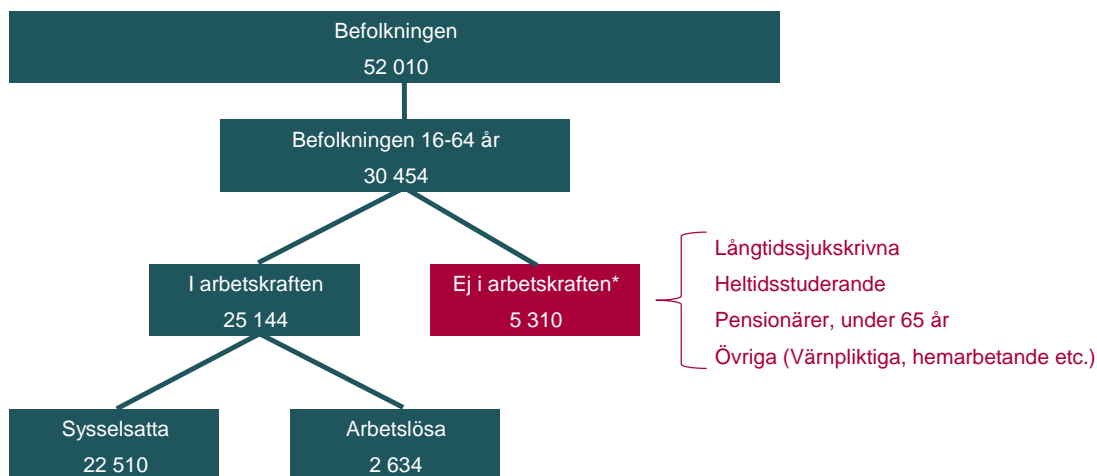 Befolkningen
52 010
Befolkningen 16-64 år
30 454
I arbetskraften
25 144
Ej i arbetskraften*
5 310
Långtidssjukskrivna
Heltidsstuderande
Pensionärer, under 65 år
Övriga (Värnpliktiga, hemarbetande etc.)
Sysselsatta
22 510
Arbetslösa
2 634